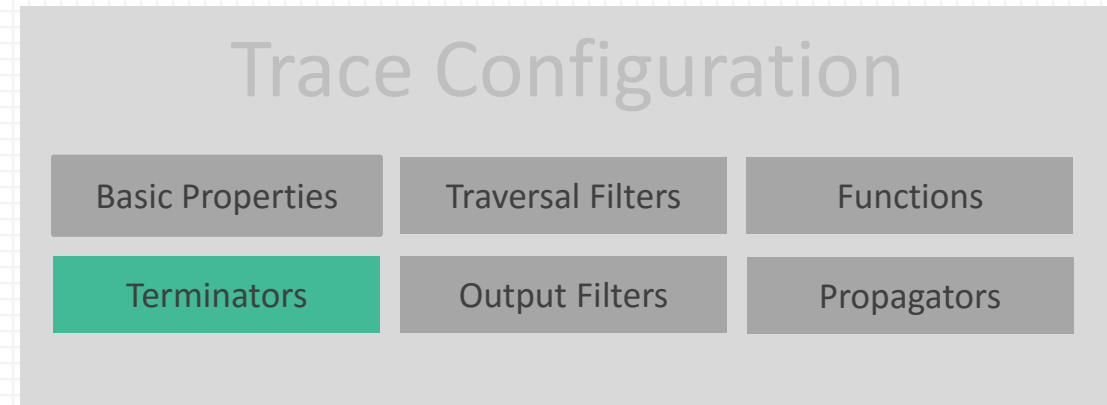 Trace Configuration
Basic Properties
Traversal Filters
Functions
Terminators
Output Filters
Propagators